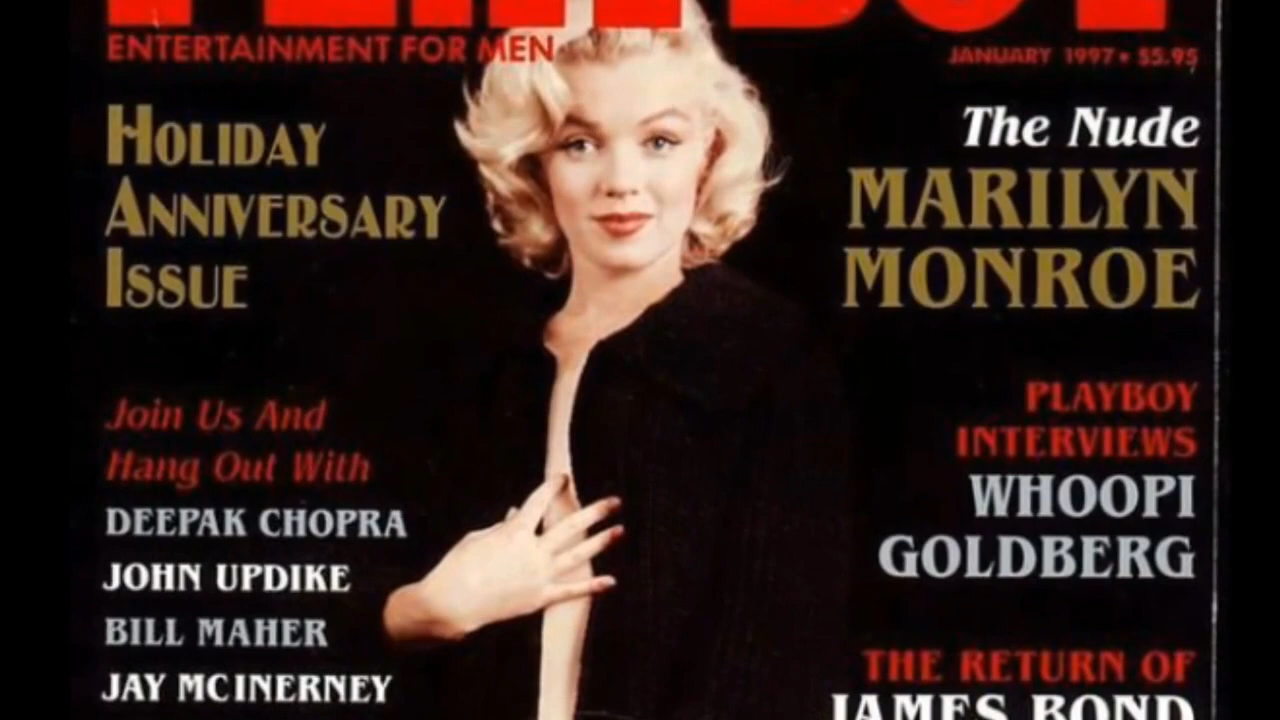 PLAYBOY
ENTERTAINMENT FOR MEN
JANUARY 1997 • $5.95
HOLIDAY
ANNIVERSARY
ISSUE
The Nude
MARILYN
MONROE
Join Us And
Hang Out With
DEEPAK CHOPRA
JOHN UPDIKE
BILL MAHER
JAY MCINERNEY
PLAYBOY
INTERVIEWS
WHOOPI
GOLDBERG
THE RETURN OF
JAMES BOND